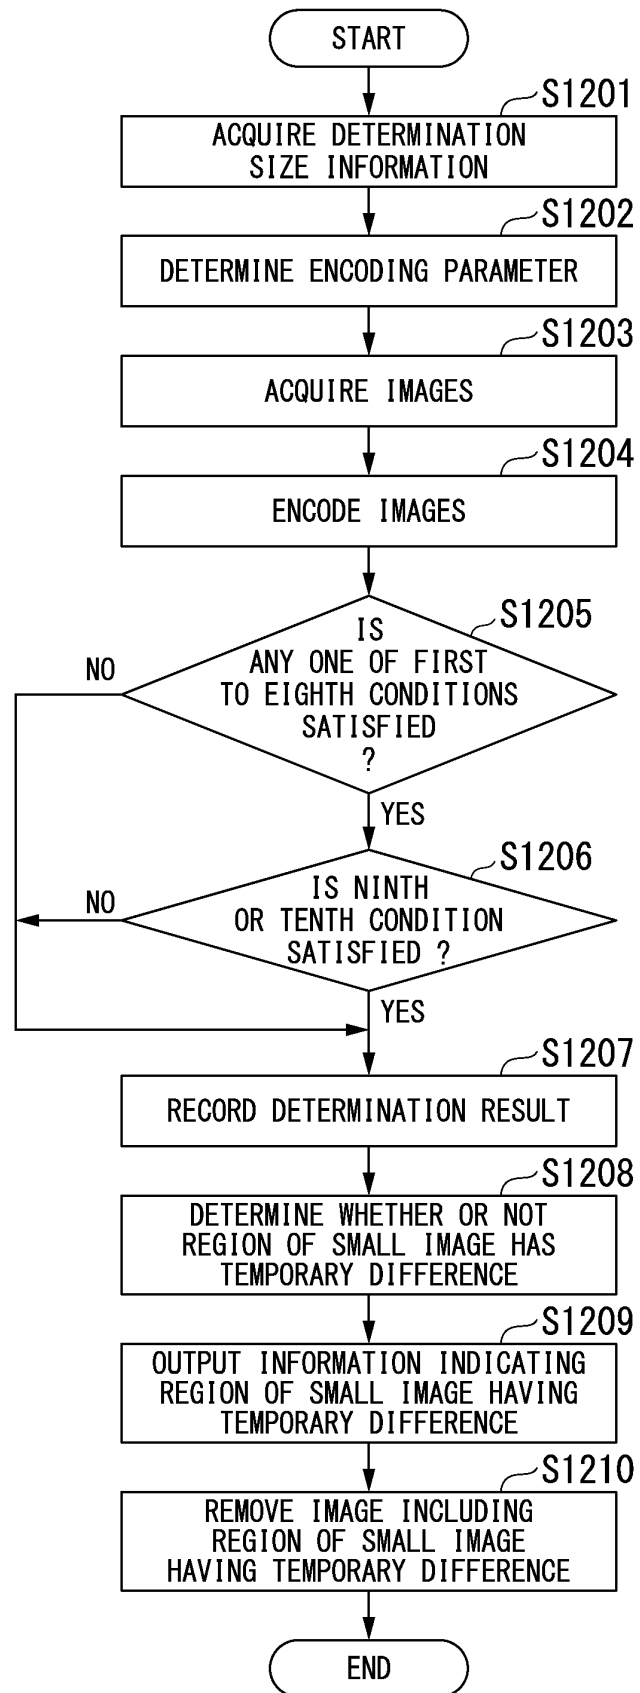 START
S1201
ACQUIRE DETERMINATION
SIZE INFORMATION
S1202
DETERMINE ENCODING PARAMETER
S1203
ACQUIRE IMAGES
S1204
ENCODE IMAGES
S1205
IS
ANY ONE OF FIRST
TO EIGHTH CONDITIONS
SATISFIED
?
NO
YES
S1206
IS NINTH
OR TENTH CONDITION
SATISFIED ?
NO
YES
S1207
RECORD DETERMINATION RESULT
S1208
DETERMINE WHETHER OR NOT
REGION OF SMALL IMAGE HAS
TEMPORARY DIFFERENCE
S1209
OUTPUT INFORMATION INDICATING
REGION OF SMALL IMAGE HAVING
TEMPORARY DIFFERENCE
S1210
REMOVE IMAGE INCLUDING
REGION OF SMALL IMAGE
HAVING TEMPORARY DIFFERENCE
END